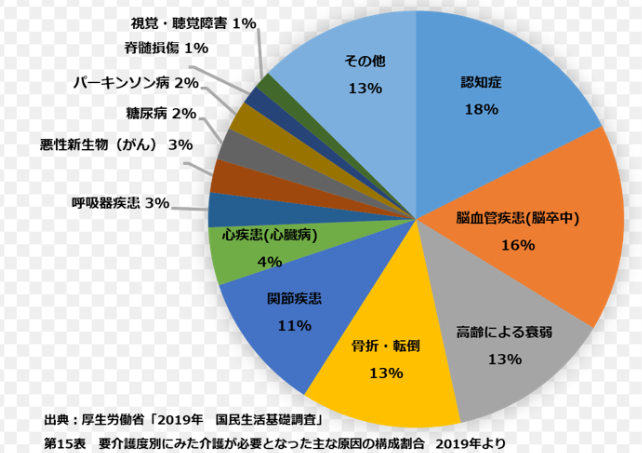 視覚・聴覚障害 1%
脊髄損傷 1%
パーキンソン病 2%
糖尿病 2%
悪性新生物（がん） 3%
呼吸器疾患 3%
心疾患(心臓病)
4%
関節疾患
11%
骨折・転倒
13%
高齢による衰弱
13%
脳血管疾患(脳卒中)
16%
認知症
18%
その他
13%
出典：厚生労働省「2019年　国民生活基礎調査」
第15表　要介護度別にみた介護が必要となった主な原因の構成割合　2019年より